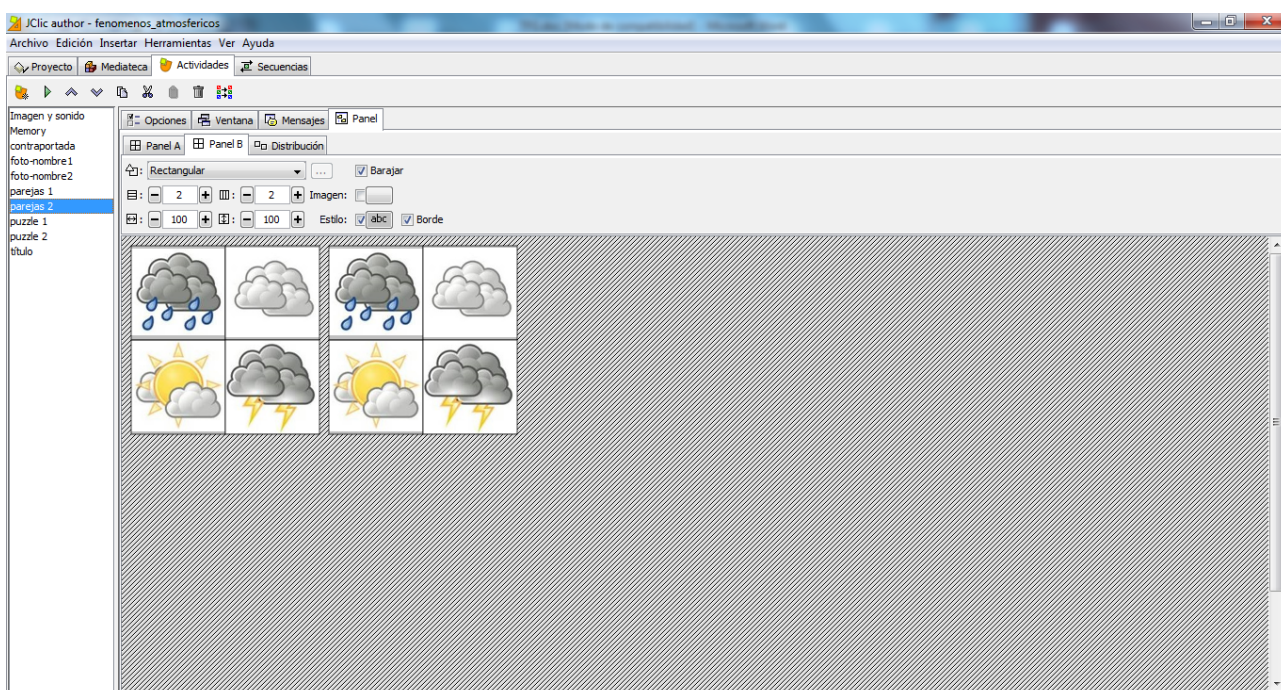 JClic author - fenomenos_atmosfericos
Archivo Edición Insertar Herramientas Ver Ayuda
Proyecto Mediateca Actividades Secuencias
Imagen y sonido
Memory
contraportada
foto-nombre1
foto-nombre2
parejas 1
parejas 2
puzzle 1
puzzle 2
título
Opciones Ventana Mensajes Panel
Panel A Panel B Distribución
: Rectangular ... Barajar
: 2 : 2 Imagen:
: 100 : 100 Estilo: abc Borde